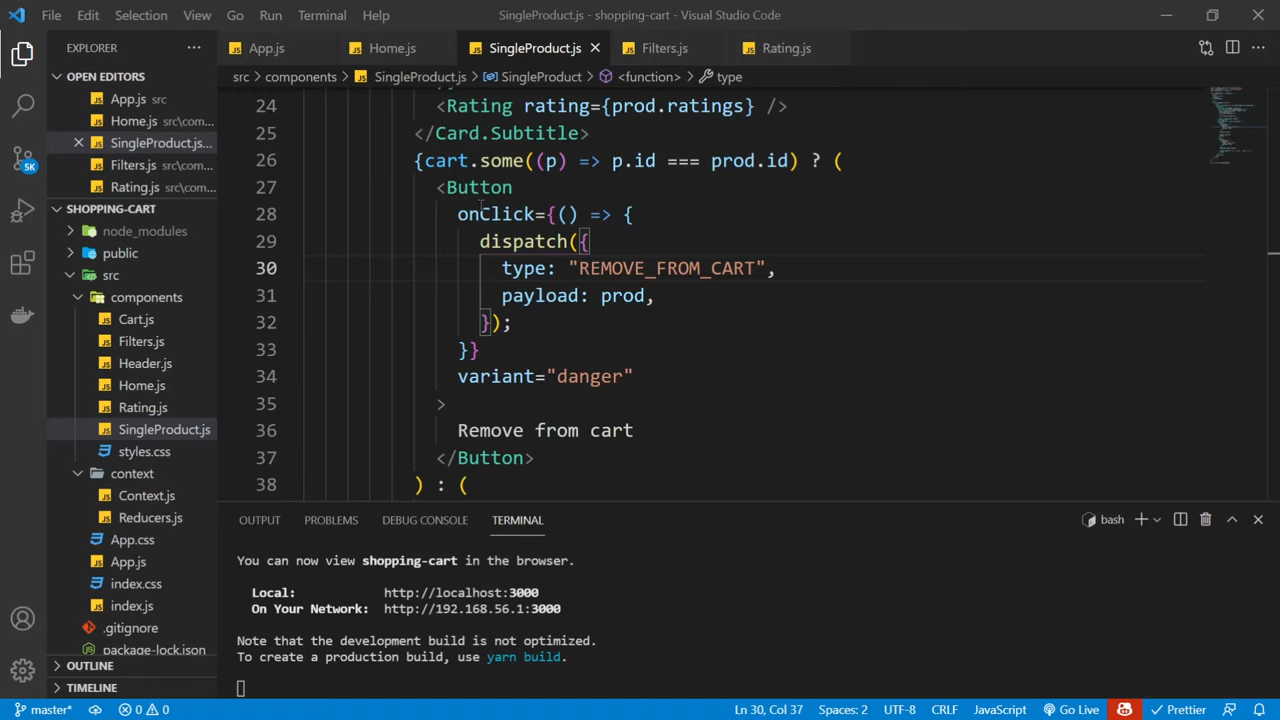 File Edit Selection View Go Run Terminal Help SingleProduct.js - shopping-cart - Visual Studio Code
EXPLORER
OPEN EDITORS
App.js src
Home.js src\com...
SingleProduct.js...
Filters.js src\com...
Rating.js src\com...
SHOPPING-CART
node_modules
public
src
components
Cart.js
Filters.js
Header.js
Home.js
Rating.js
SingleProduct.js
styles.css
context
Context.js
Reducers.js
App.css
App.js
index.css
index.js
.gitignore
package-lock.json
OUTLINE
TIMELINE
5K
App.js Home.js SingleProduct.js Filters.js Rating.js
src > components > SingleProduct.js > SingleProduct > <function> > type
24 <Rating rating={prod.ratings} />
25 </Card.Subtitle>
26 {cart.some((p) => p.id === prod.id) ? (
27 <Button
28 onClick={() => {
29 dispatch({
30 type: "REMOVE_FROM_CART",
31 payload: prod,
32 });
33 }}
34 variant="danger"
35 >
36 Remove from cart
37 </Button>
38 ) : (
OUTPUT PROBLEMS DEBUG CONSOLE TERMINAL bash
You can now view shopping-cart in the browser.
Local: http://localhost:3000
On Your Network: http://192.168.56.1:3000
Note that the development build is not optimized.
To create a production build, use yarn build.
master* 0 0 Ln 30, Col 37 Spaces: 2 UTF-8 CRLF JavaScript Go Live Prettier